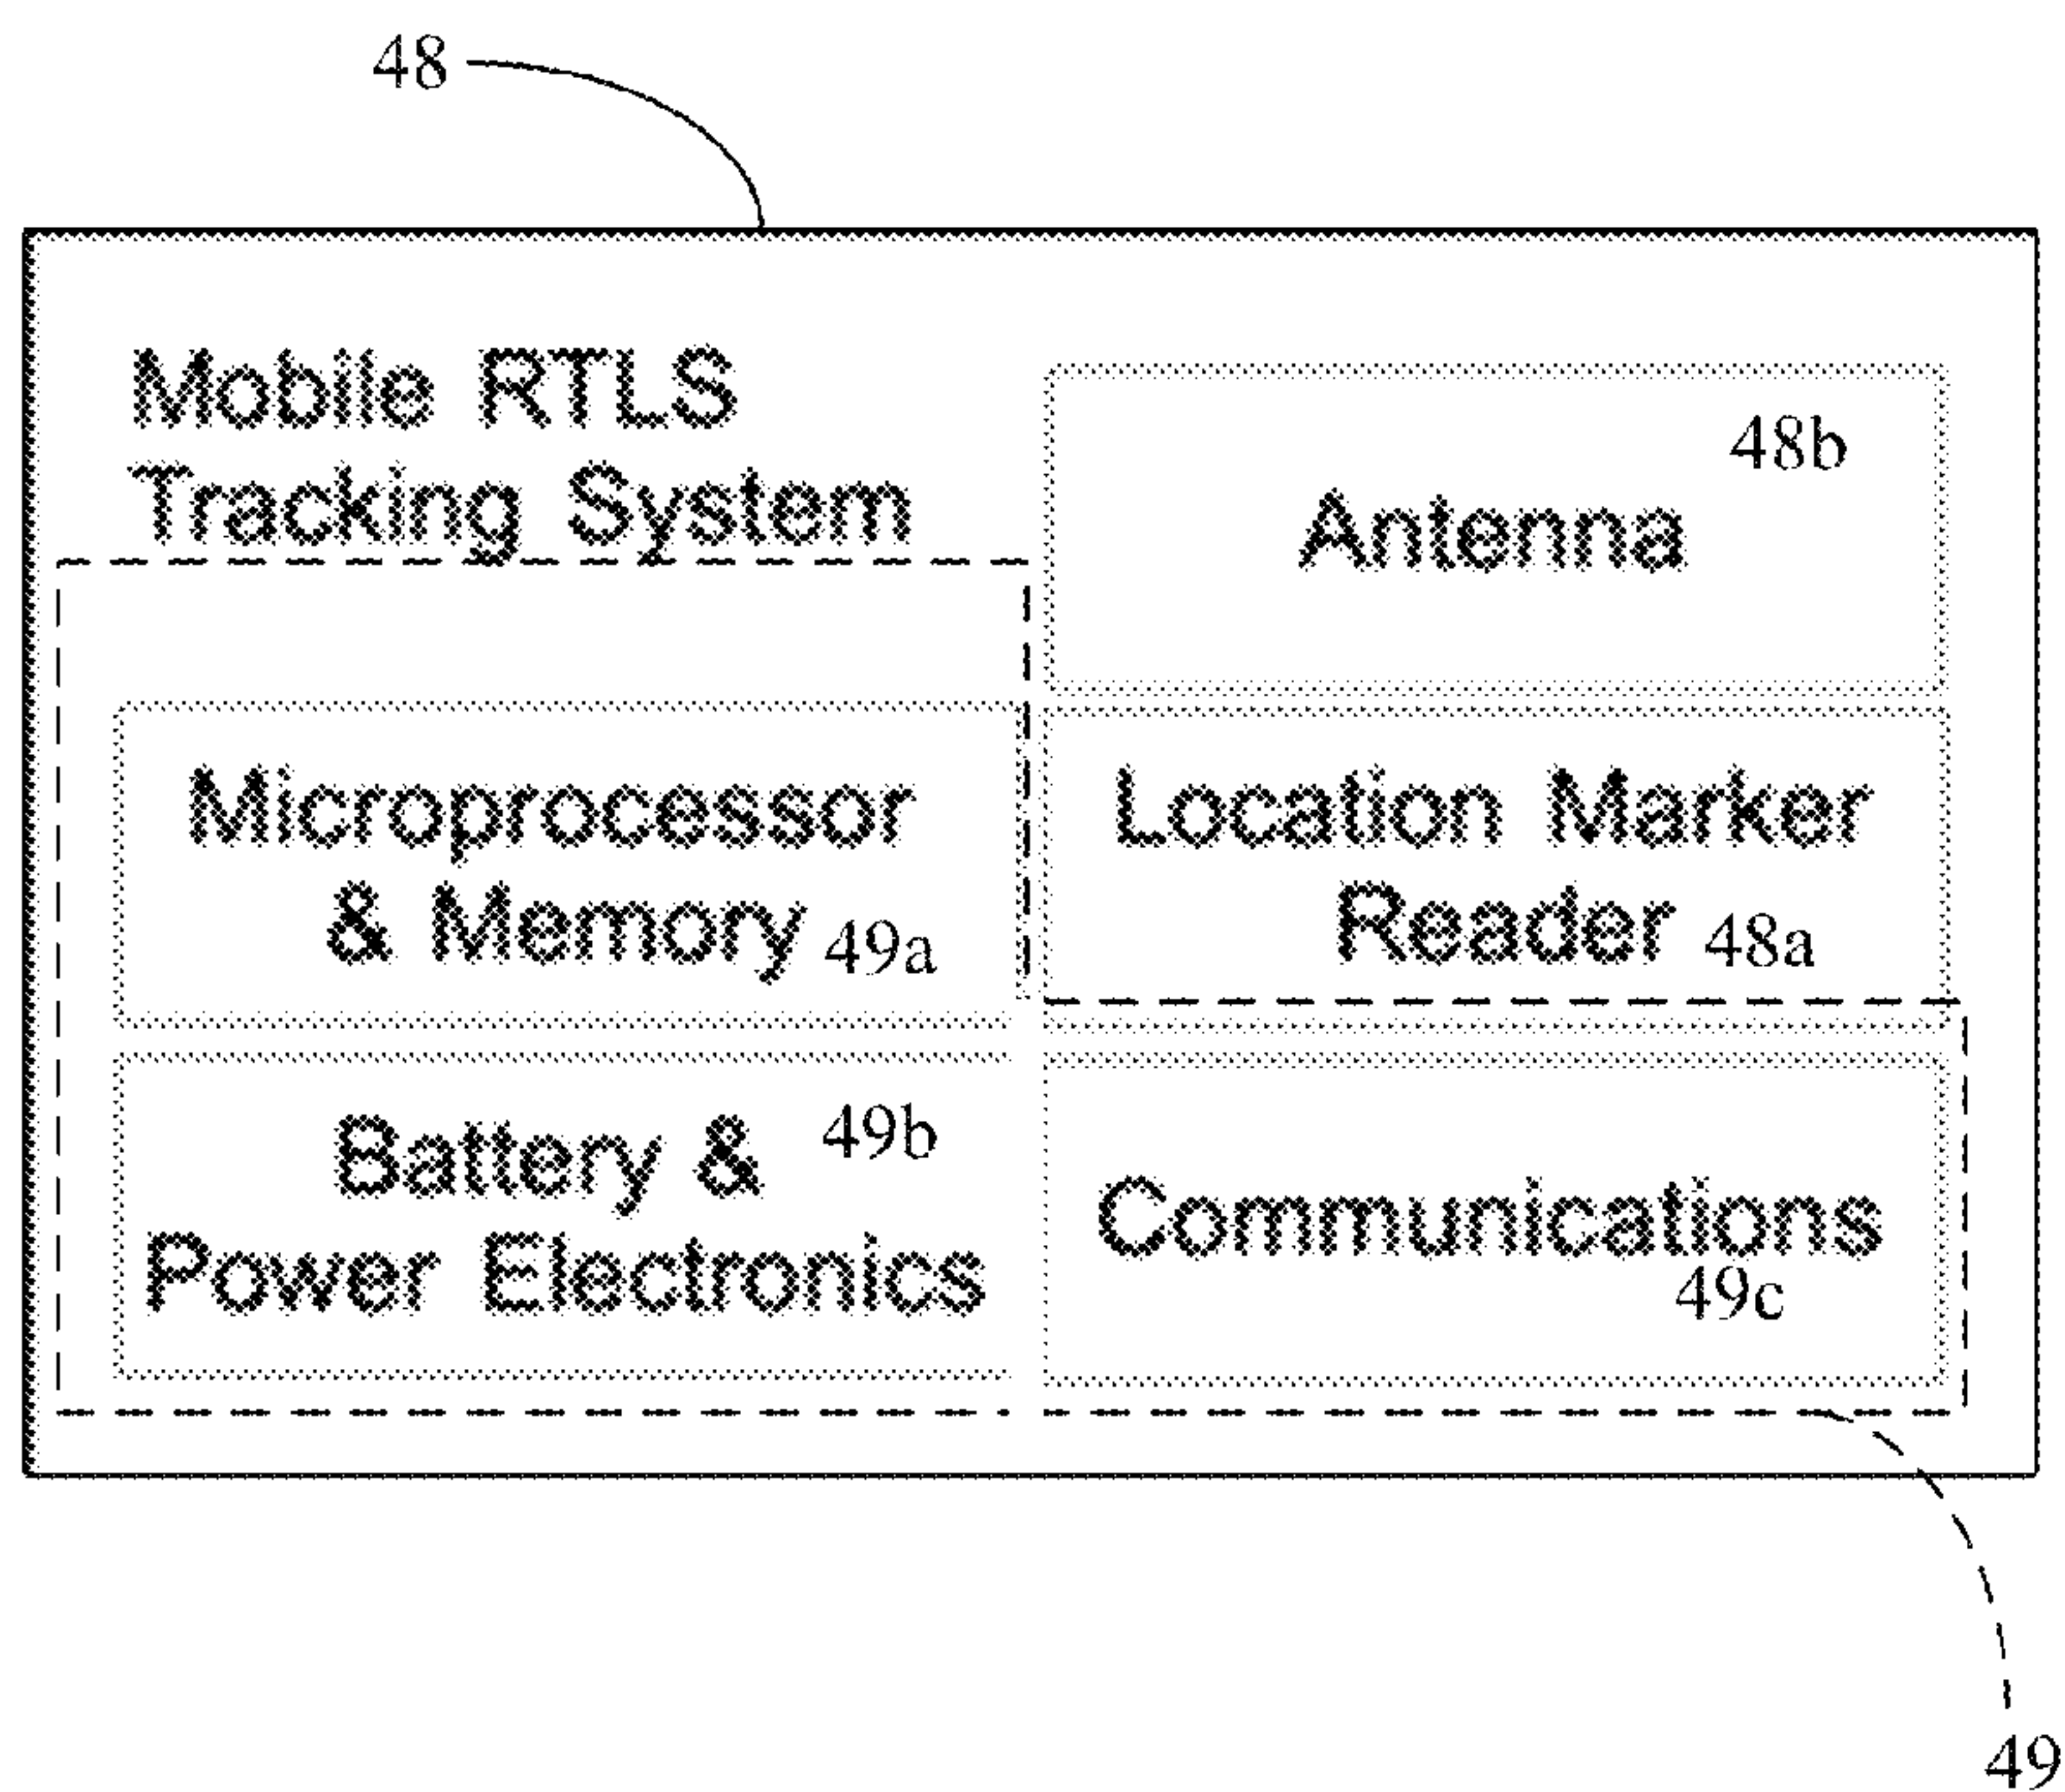 48
Mobile RTLS
Tracking System
48b
Antenna
Microprocessor
& Memory 49a
Location Marker
Reader 48a
49b
Battery &
Power Electronics
Communications
49c
49